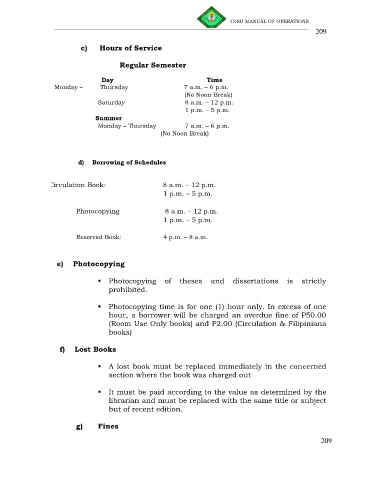 CvSU MANUAL OF OPERATIONS
209
c) Hours of Service
Regular Semester
Day Time
Monday – Thursday 7 a.m. – 6 p.m.
(No Noon Break)
Saturday 8 a.m. – 12 p.m.
1 p.m. – 5 p.m.
Summer
Monday – Thursday 7 a.m. – 6 p.m.
(No Noon Break)
d) Borrowing of Schedules
Circulation Book: 8 a.m. – 12 p.m.
1 p.m. – 5 p.m.
Photocopying 8 a.m. – 12 p.m.
1 p.m. – 5 p.m.
Reserved Book: 4 p.m. – 8 a.m.
e) Photocopying
▪ Photocopying of theses and dissertations is strictly
prohibited.
▪ Photocopying time is for one (1) hour only. In excess of one
hour, a borrower will be charged an overdue fine of P50.00
(Room Use Only books) and P2.00 (Circulation & Filipiniana
books)
f) Lost Books
▪ A lost book must be replaced immediately in the concerned
section where the book was charged out
▪ It must be paid according to the value as determined by the
librarian and must be replaced with the same title or subject
but of recent edition.
g) Fines
209